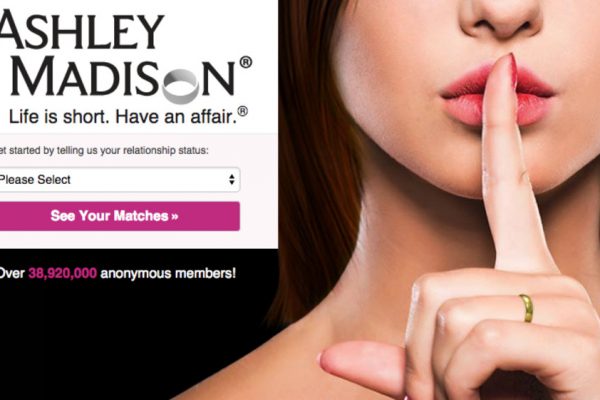 ASHLEY
MADISON®
Life is short. Have an affair.®
et started by telling us your relationship status:
Please Select
See Your Matches »
Over 38,920,000 anonymous members!